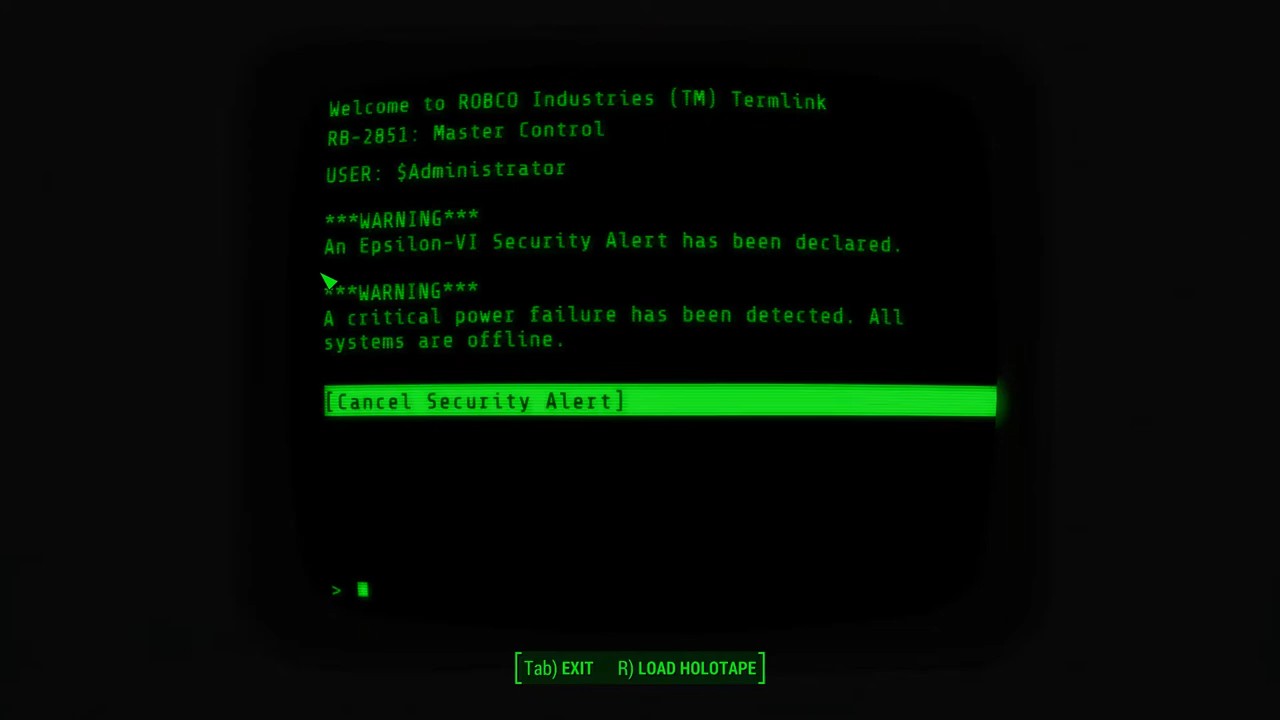 Welcome to ROBCO Industries (TM) Termlink
RB-2851: Master Control
USER: $Administrator
***WARNING***
An Epsilon-VI Security Alert has been declared.
***WARNING***
A critical power failure has been detected. All
systems are offline.
[Cancel Security Alert]
>
Tab) EXIT R) LOAD HOLOTAPE